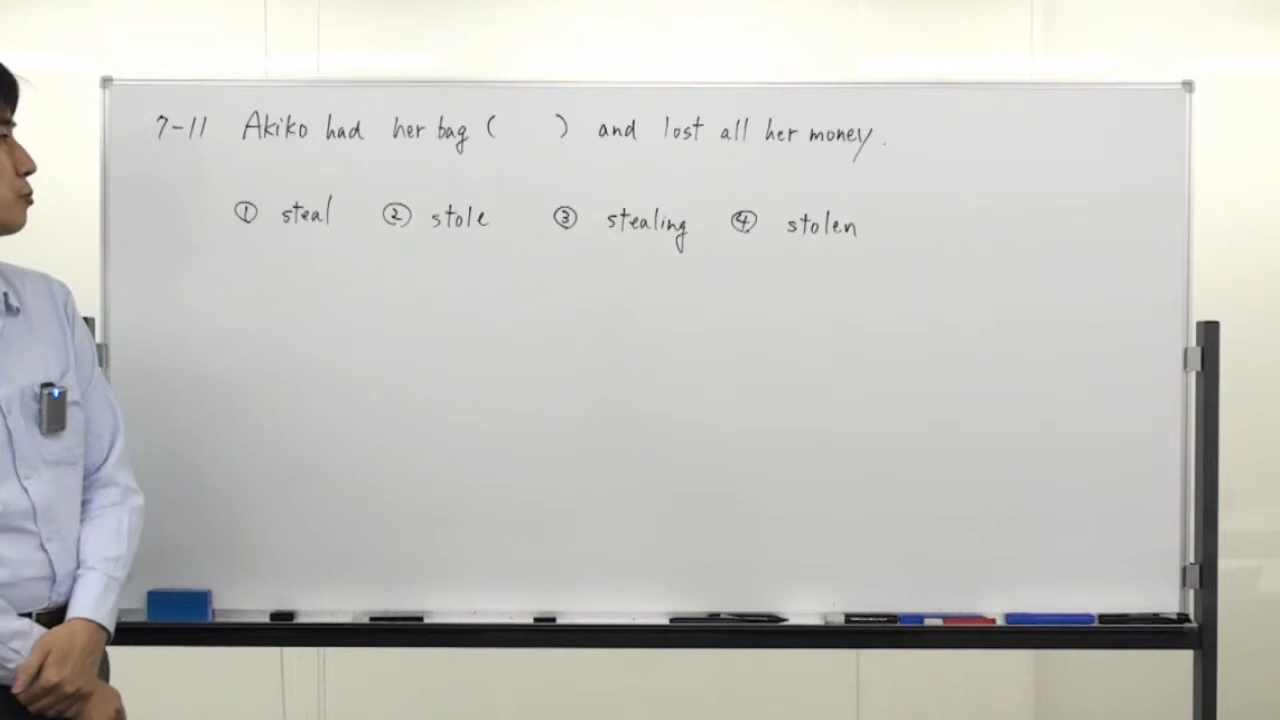 7-11 Akiko had her bag ( ) and lost all her money.
① steal ② stole ③ stealing ④ stolen